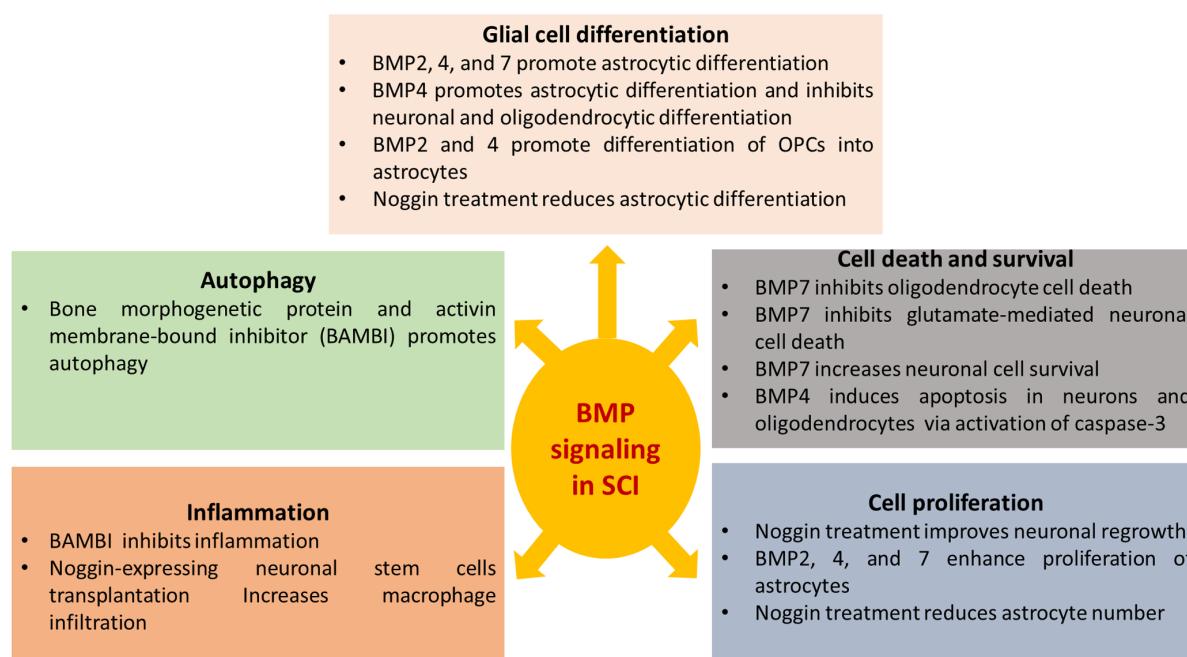 Glial cell differentiation
• BMP2, 4, and 7 promote astrocytic differentiation
• BMP4 promotes astrocytic differentiation and inhibits
neuronal and oligodendrocytic differentiation
• BMP2 and 4 promote differentiation of OPCs into
astrocytes
• Noggin treatment reduces astrocytic differentiation
Autophagy
• Bone morphogenetic protein and activin
membrane-bound inhibitor (BAMBI) promotes
autophagy
Cell death and survival
• BMP7 inhibits oligodendrocyte cell death
• BMP7 inhibits glutamate-mediated neurona
cell death
• BMP7 increases neuronal cell survival
• BMP4 induces apoptosis in neurons and
oligodendrocytes via activation of caspase-3
BMP
signaling
in SCI
Inflammation
• BAMBI inhibits inflammation
• Noggin-expressing neuronal stem cells
transplantation Increases macrophage
infiltration
Cell proliferation
• Noggin treatment improves neuronal regrowth
• BMP2, 4, and 7 enhance proliferation of
astrocytes
• Noggin treatment reduces astrocyte number